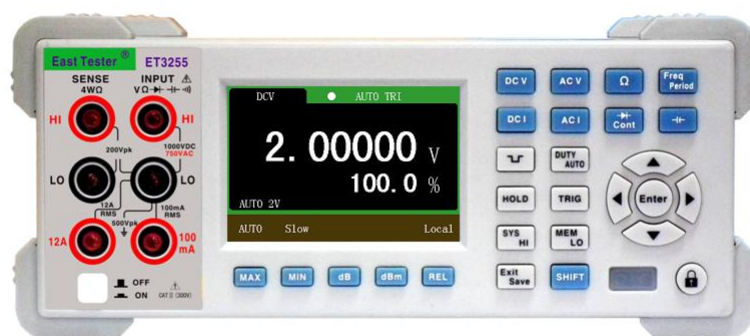 East Tester ® ET3255
SENSE INPUT
4WΩ VΩ
HI HI
200Vpk 1000VDC
750VAC
LO LO
12A RMS 100mA RMS
500Vpk
12A 100 mA
OFF
ON CAT II (300V)
DCV AUTO TRI
2.00000 V
100.0 %
AUTO 2V
AUTO Slow Local
MAX MIN dB dBm REL
DC V AC V Ω Freq Period
DC I AC I Cont
DUTY AUTO
HOLD TRIG
SYS HI MEM LO
Exit Save SHIFT
Enter